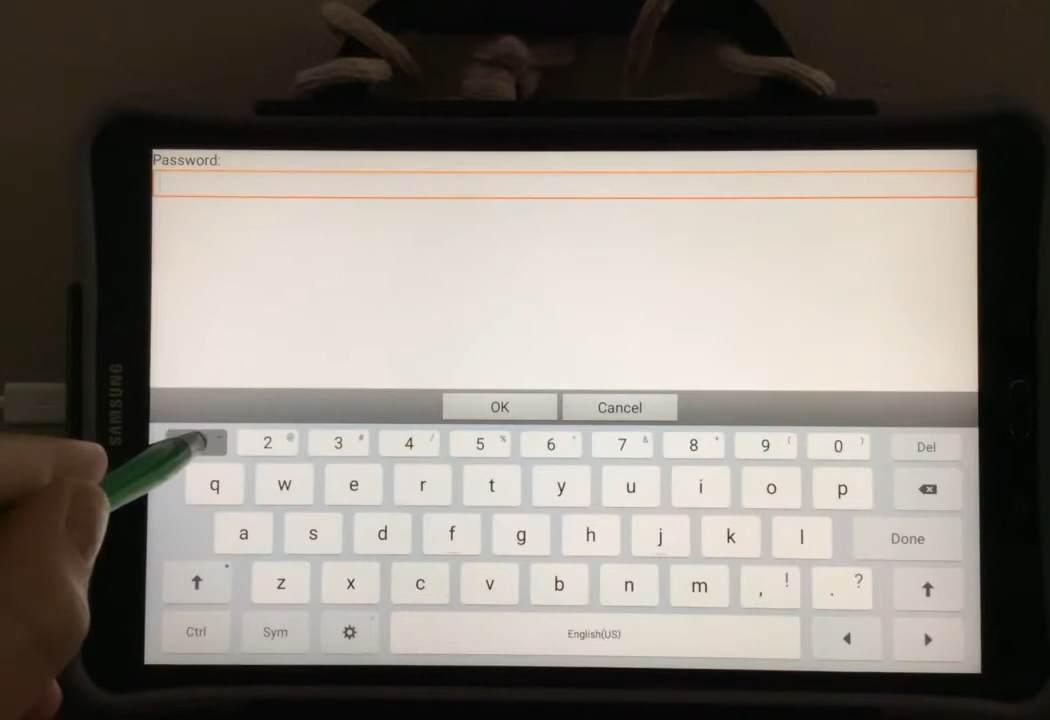 Password:
SAMSUNG
OK Cancel
2 @ 3 # 4 / 5 % 6 ^ 7 & 8 * 9 ( 0 ) Del
q w e r t y u i o p
a s d f g h j k l Done
z x c v b n m , ! . ?
Ctrl Sym English(US)